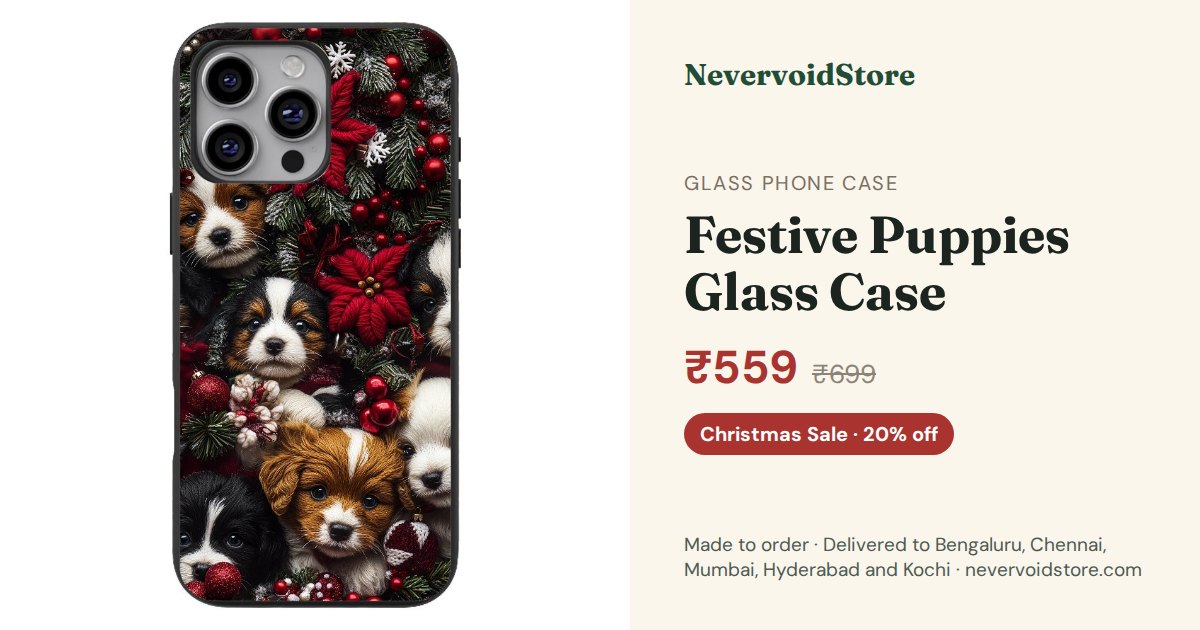 NevervoidStore
GLASS PHONE CASE
Festive Puppies
Glass Case
₹559 ₹699
Christmas Sale · 20% off
Made to order · Delivered to Bengaluru, Chennai,
Mumbai, Hyderabad and Kochi · nevervoidstore.com